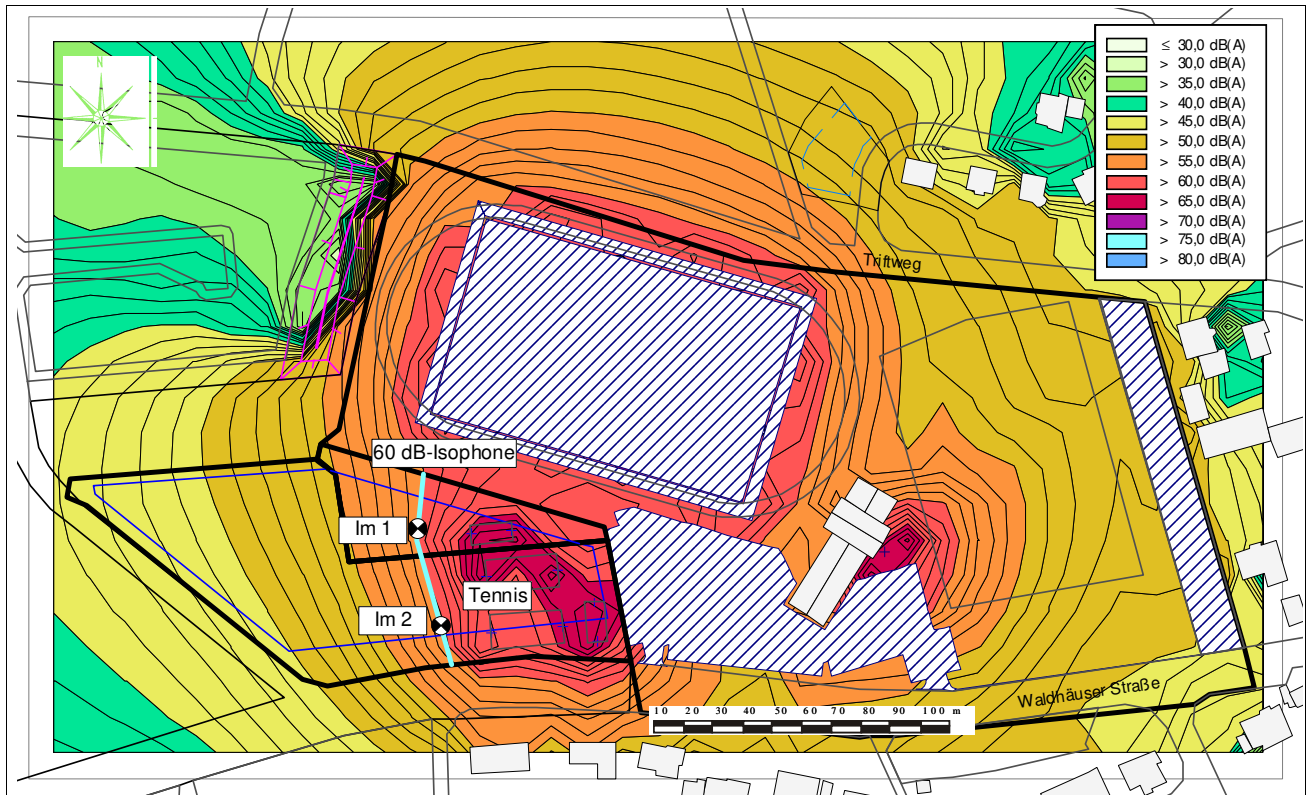 N
≤ 30,0 dB(A)
> 30,0 dB(A)
> 35,0 dB(A)
> 40,0 dB(A)
> 45,0 dB(A)
> 50,0 dB(A)
> 55,0 dB(A)
> 60,0 dB(A)
> 65,0 dB(A)
> 70,0 dB(A)
> 75,0 dB(A)
> 80,0 dB(A)
Triftweg
60 dB-Isophone
Im 1
Tennis
Im 2
Waldhäuser Straße
10 20 30 40 50 60 70 80 90 100 m